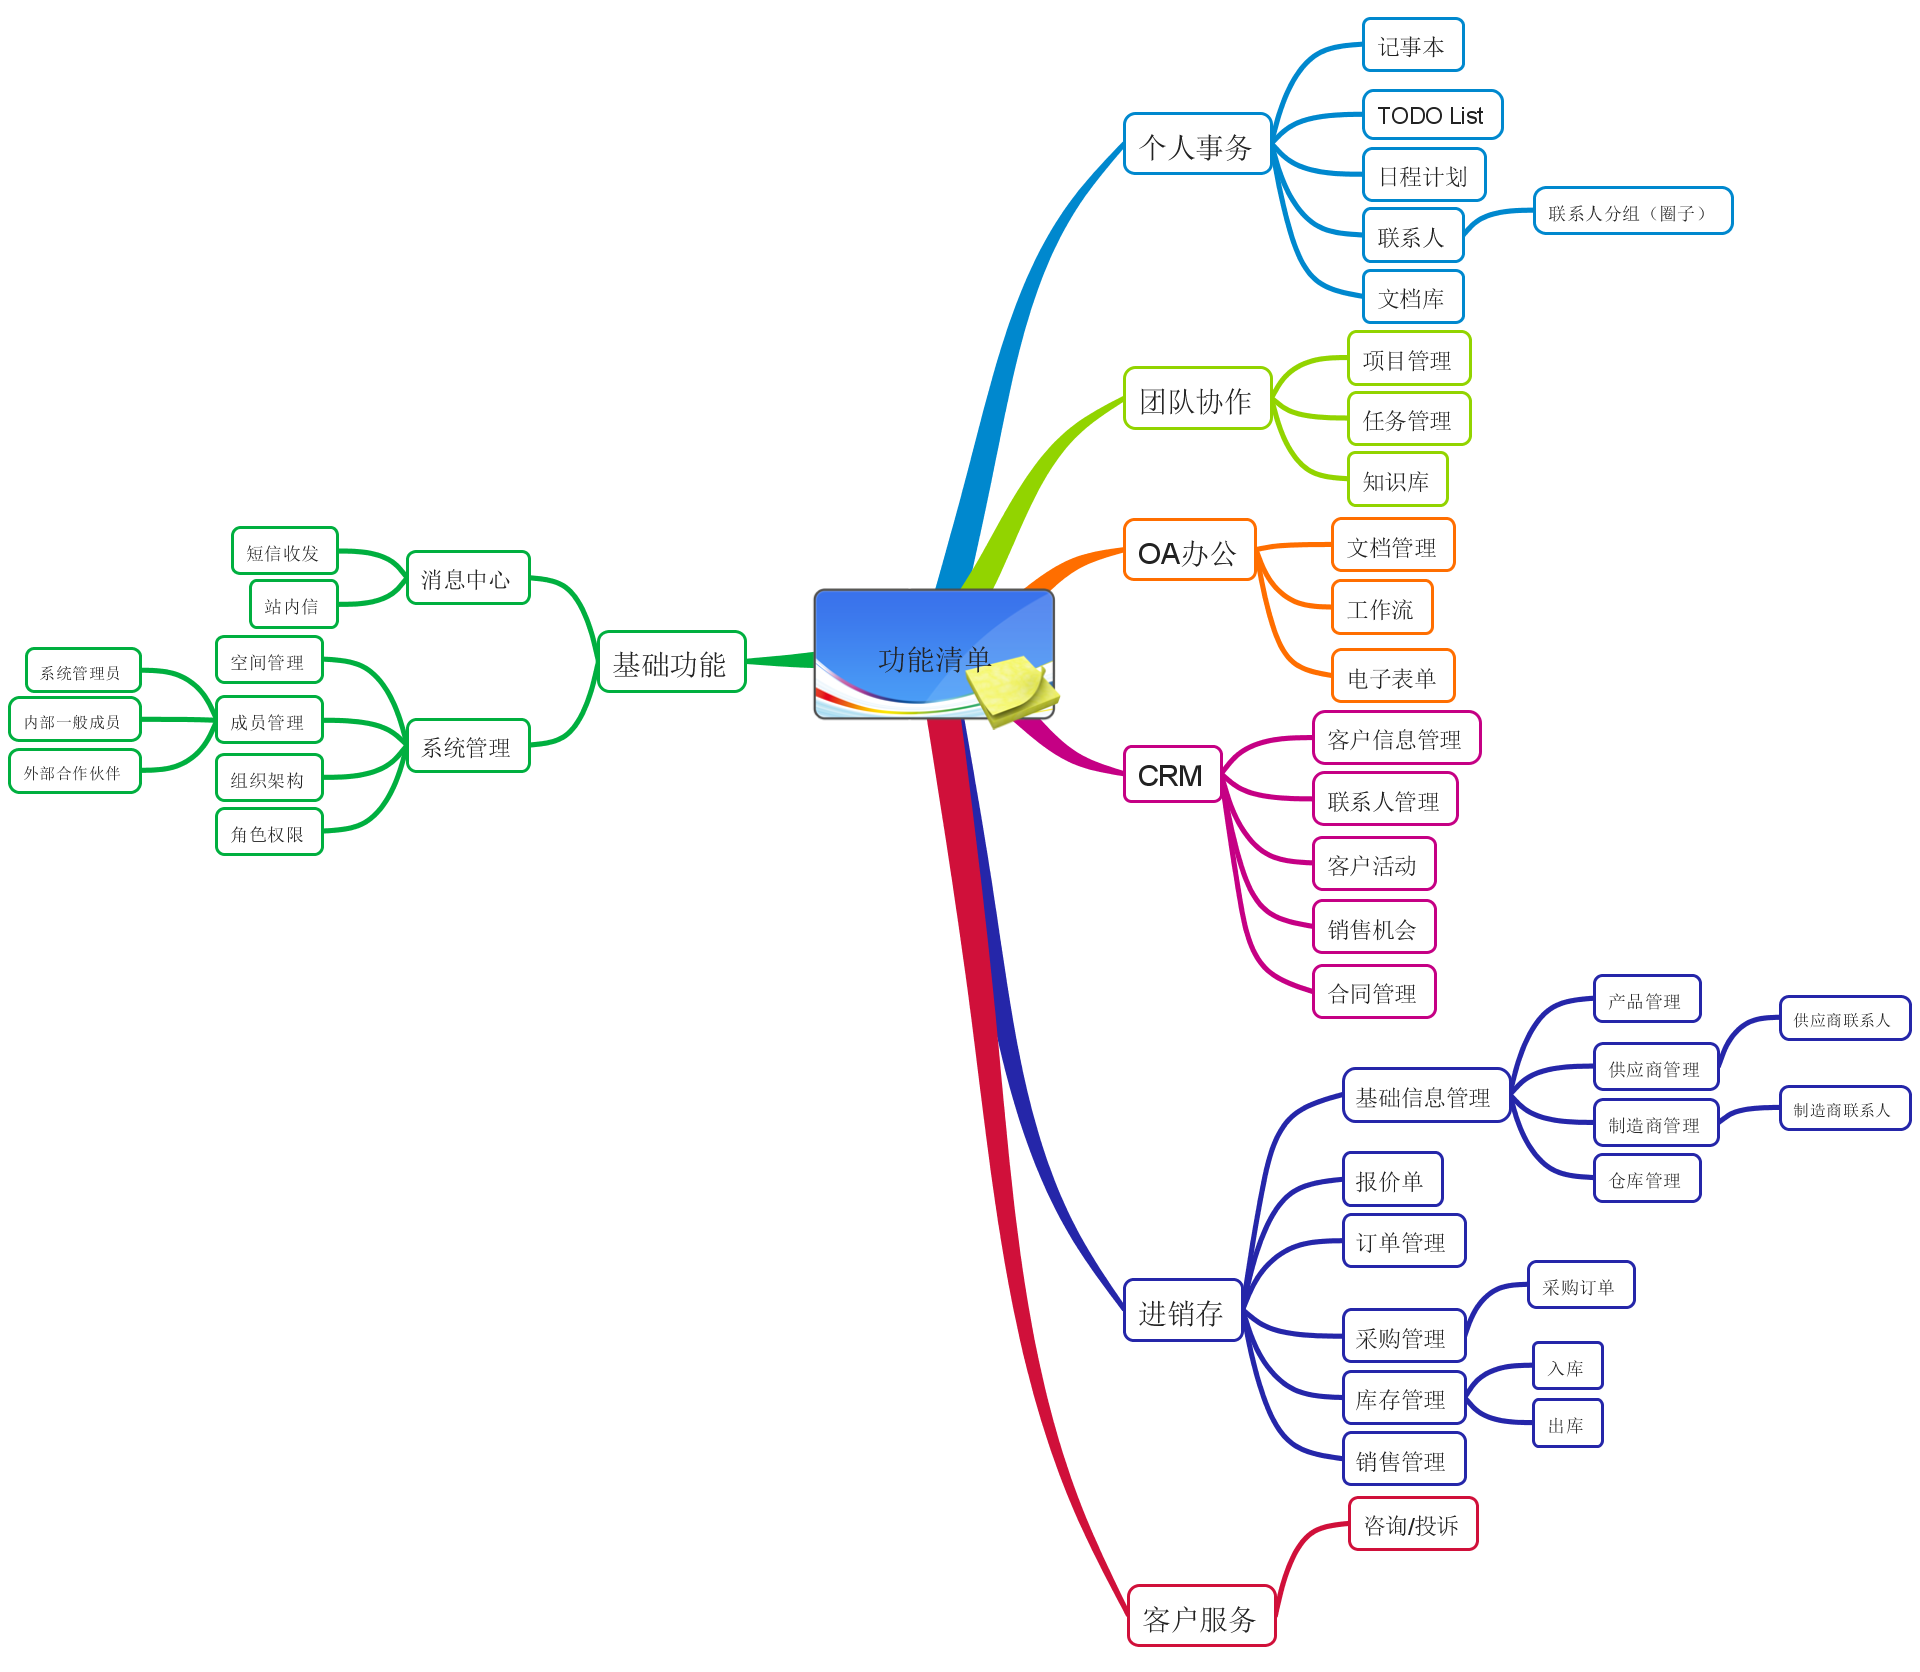 功能清单
个人事务
记事本
TODO List
日程计划
联系人
联系人分组（圈子）
文档库
团队协作
项目管理
任务管理
知识库
OA办公
文档管理
工作流
电子表单
CRM
客户信息管理
联系人管理
客户活动
销售机会
合同管理
进销存
基础信息管理
产品管理
供应商管理
供应商联系人
制造商管理
制造商联系人
仓库管理
报价单
订单管理
采购管理
采购订单
库存管理
入库
出库
销售管理
客户服务
咨询/投诉
基础功能
消息中心
短信收发
站内信
系统管理
空间管理
成员管理
系统管理员
内部一般成员
外部合作伙伴
组织架构
角色权限